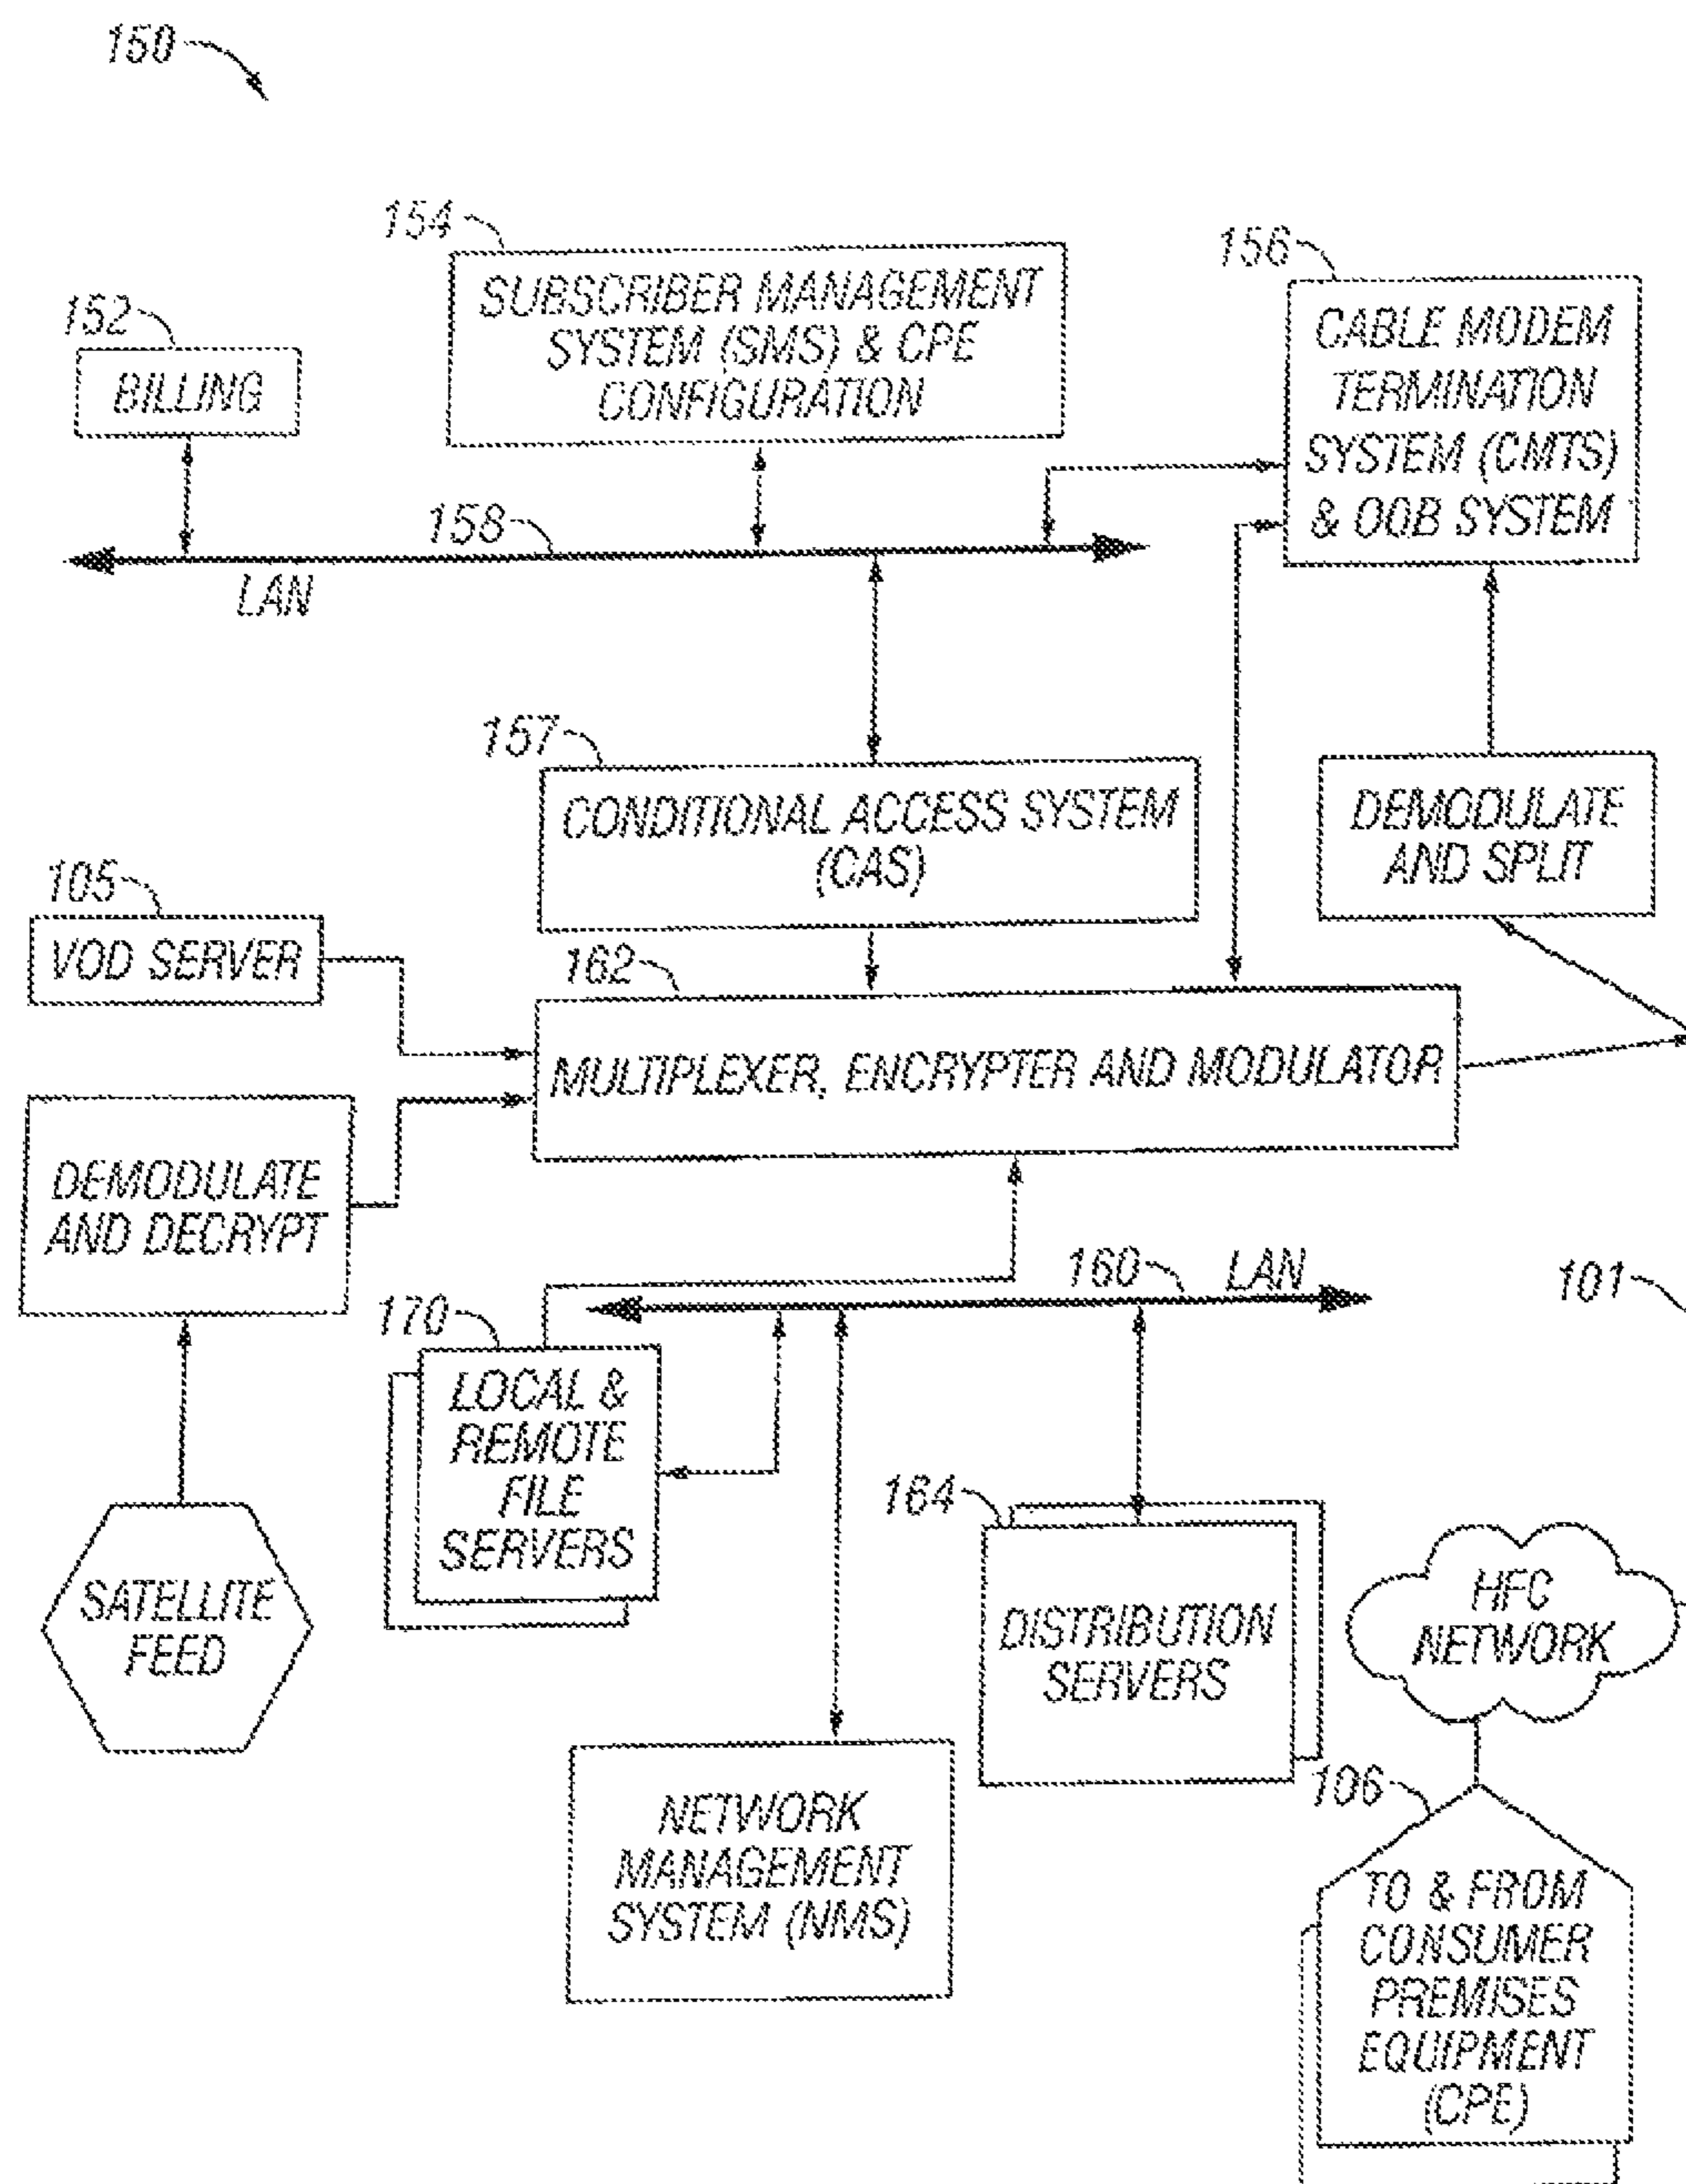 150
154
SUBSCRIBER MANAGEMENT
SYSTEM (SMS) & CPE
CONFIGURATION
156
CABLE MODEM
TERMINATION
SYSTEM (CMTS)
& OOB SYSTEM
152
BILLING
158
LAN
157
CONDITIONAL ACCESS SYSTEM
(CAS)
DEMODULATE
AND SPLIT
105
VOD SERVER
162
MULTIPLEXER, ENCRYPTER AND MODULATOR
DEMODULATE
AND DECRYPT
160
LAN
101
170
LOCAL &
REMOTE
FILE
SERVERS
164
DISTRIBUTION
SERVERS
HFC
NETWORK
SATELLITE
FEED
NETWORK
MANAGEMENT
SYSTEM (NMS)
106
TO & FROM
CONSUMER
PREMISES
EQUIPMENT
(CPE)